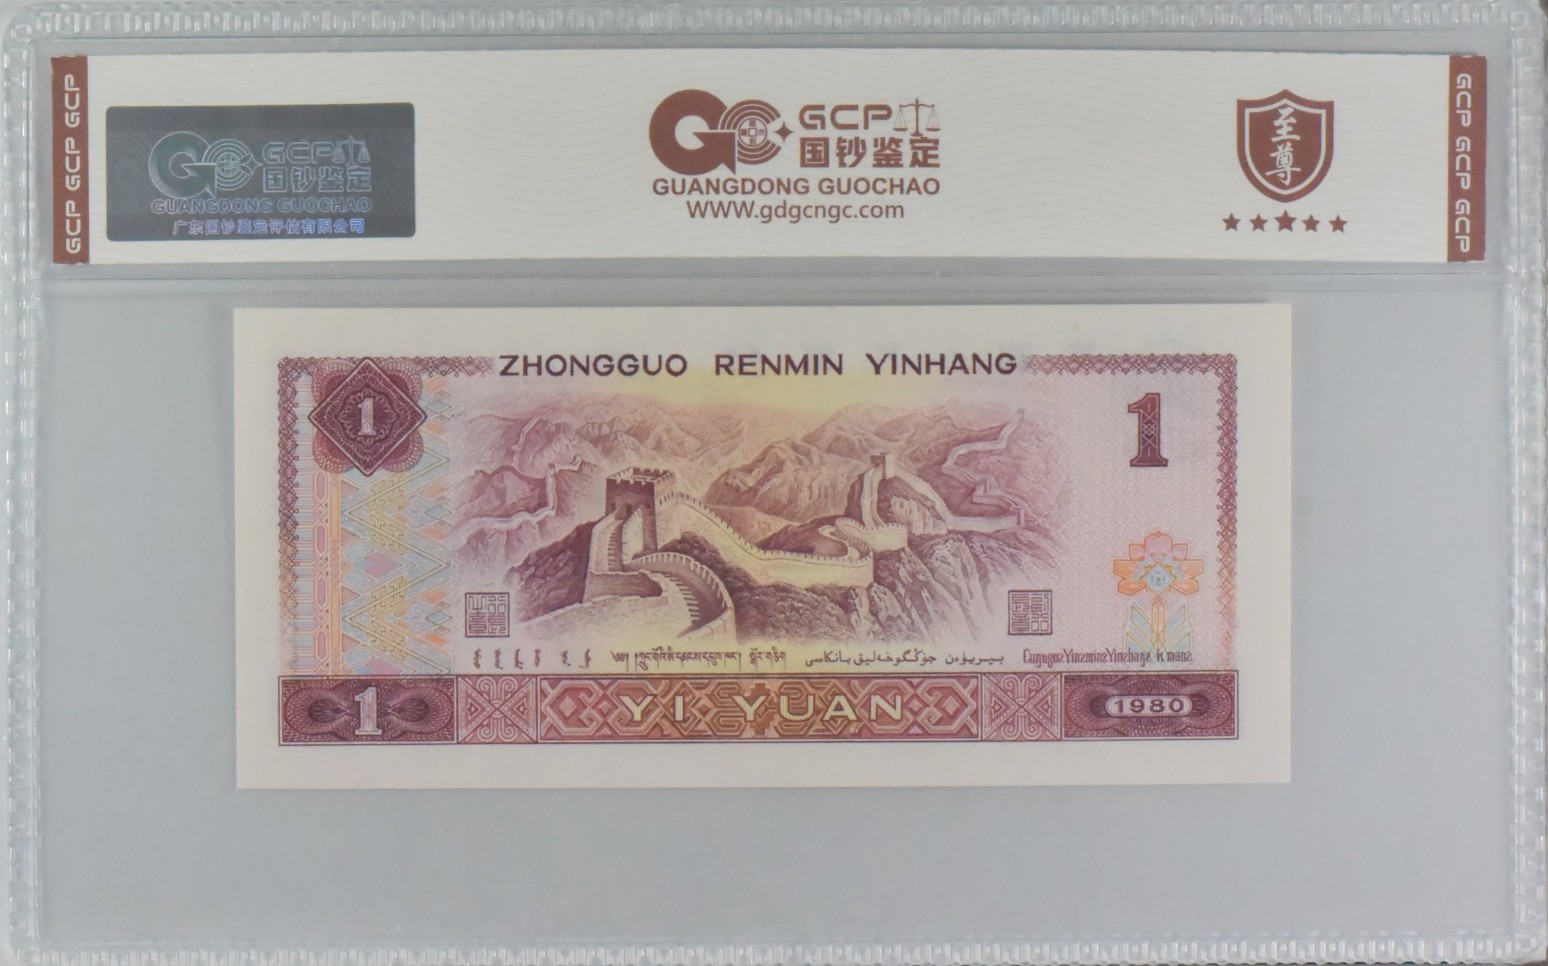 GCP GCP GCP
GCP
国钞鉴定
GUANGDONG GUOCHAO
广东国钞鉴定评估有限公司
GCP
国钞鉴定
GUANGDONG GUOCHAO
WWW.gdgcngc.com
至尊
GCP GCP GCP
ZHONGGUO RENMIN YINHANG
1
1
1
YI YUAN
1980